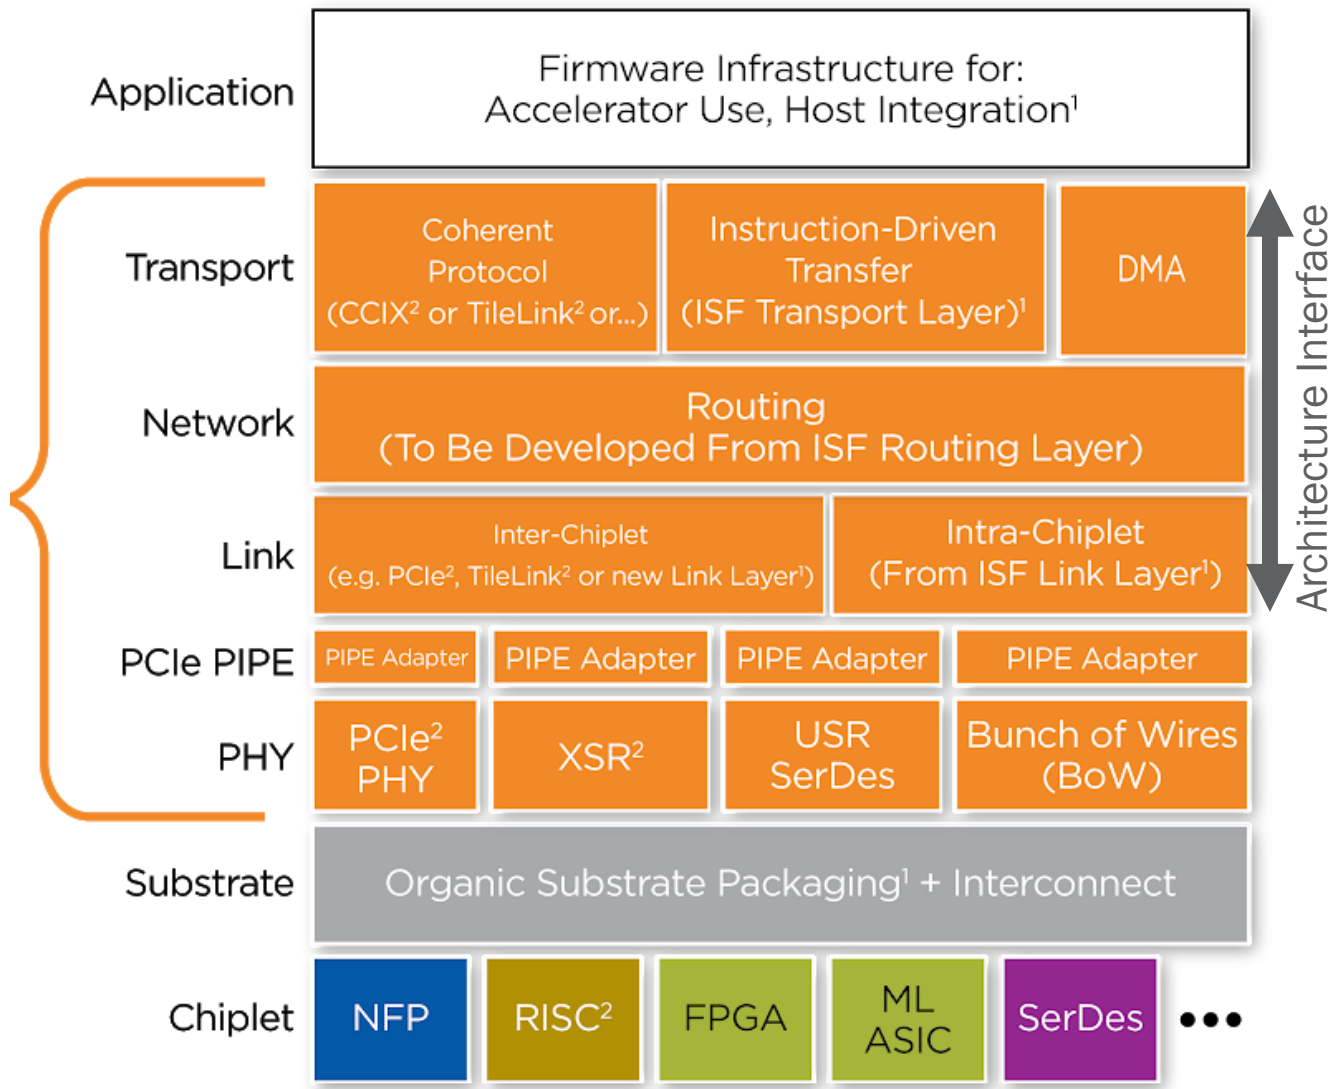 Application
Firmware Infrastructure for:
Accelerator Use, Host Integration¹
Transport
Coherent
Protocol
(CCIX² or TileLink² or...)
Instruction-Driven
Transfer
(ISF Transport Layer)¹
DMA
Architecture Interface
Network
Routing
(To Be Developed From ISF Routing Layer)
Link
Inter-Chiplet
(e.g. PCIe², TileLink² or new Link Layer¹)
Intra-Chiplet
(From ISF Link Layer¹)
PCIe PIPE
PIPE Adapter
PIPE Adapter
PIPE Adapter
PIPE Adapter
PHY
PCIe²
PHY
XSR²
USR
SerDes
Bunch of Wires
(BoW)
Substrate
Organic Substrate Packaging¹ + Interconnect
Chiplet
NFP
RISC²
FPGA
ML
ASIC
SerDes
•••